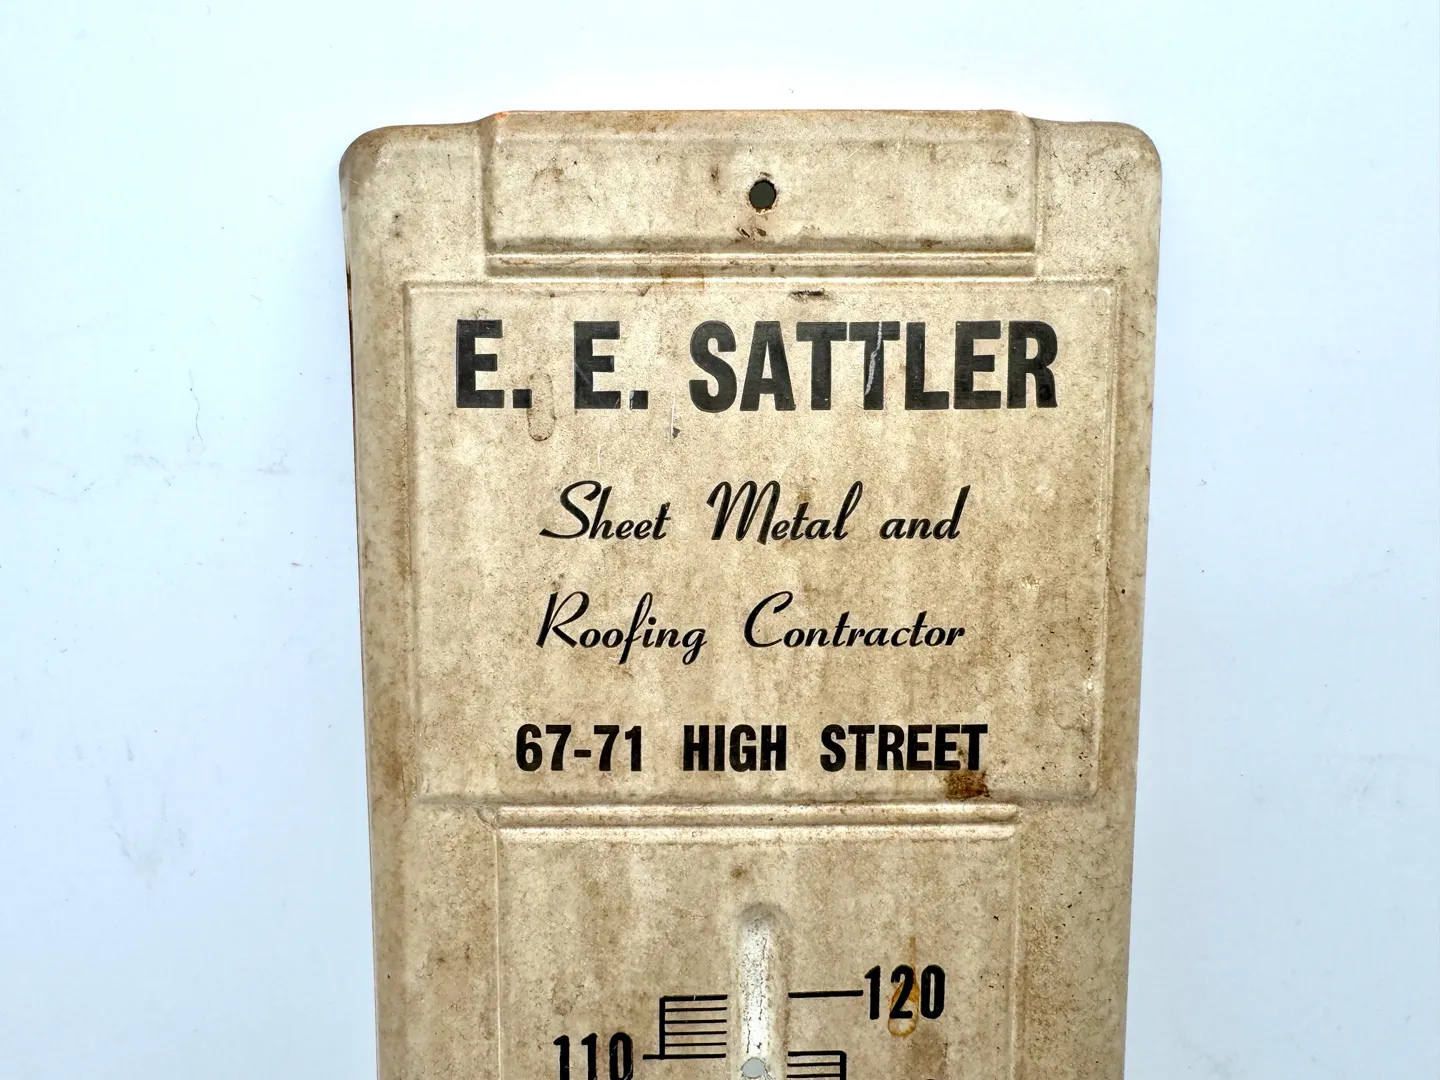 E. E. SATTLER
Sheet Metal and
Roofing Contractor
67-71 HIGH STREET
120
110